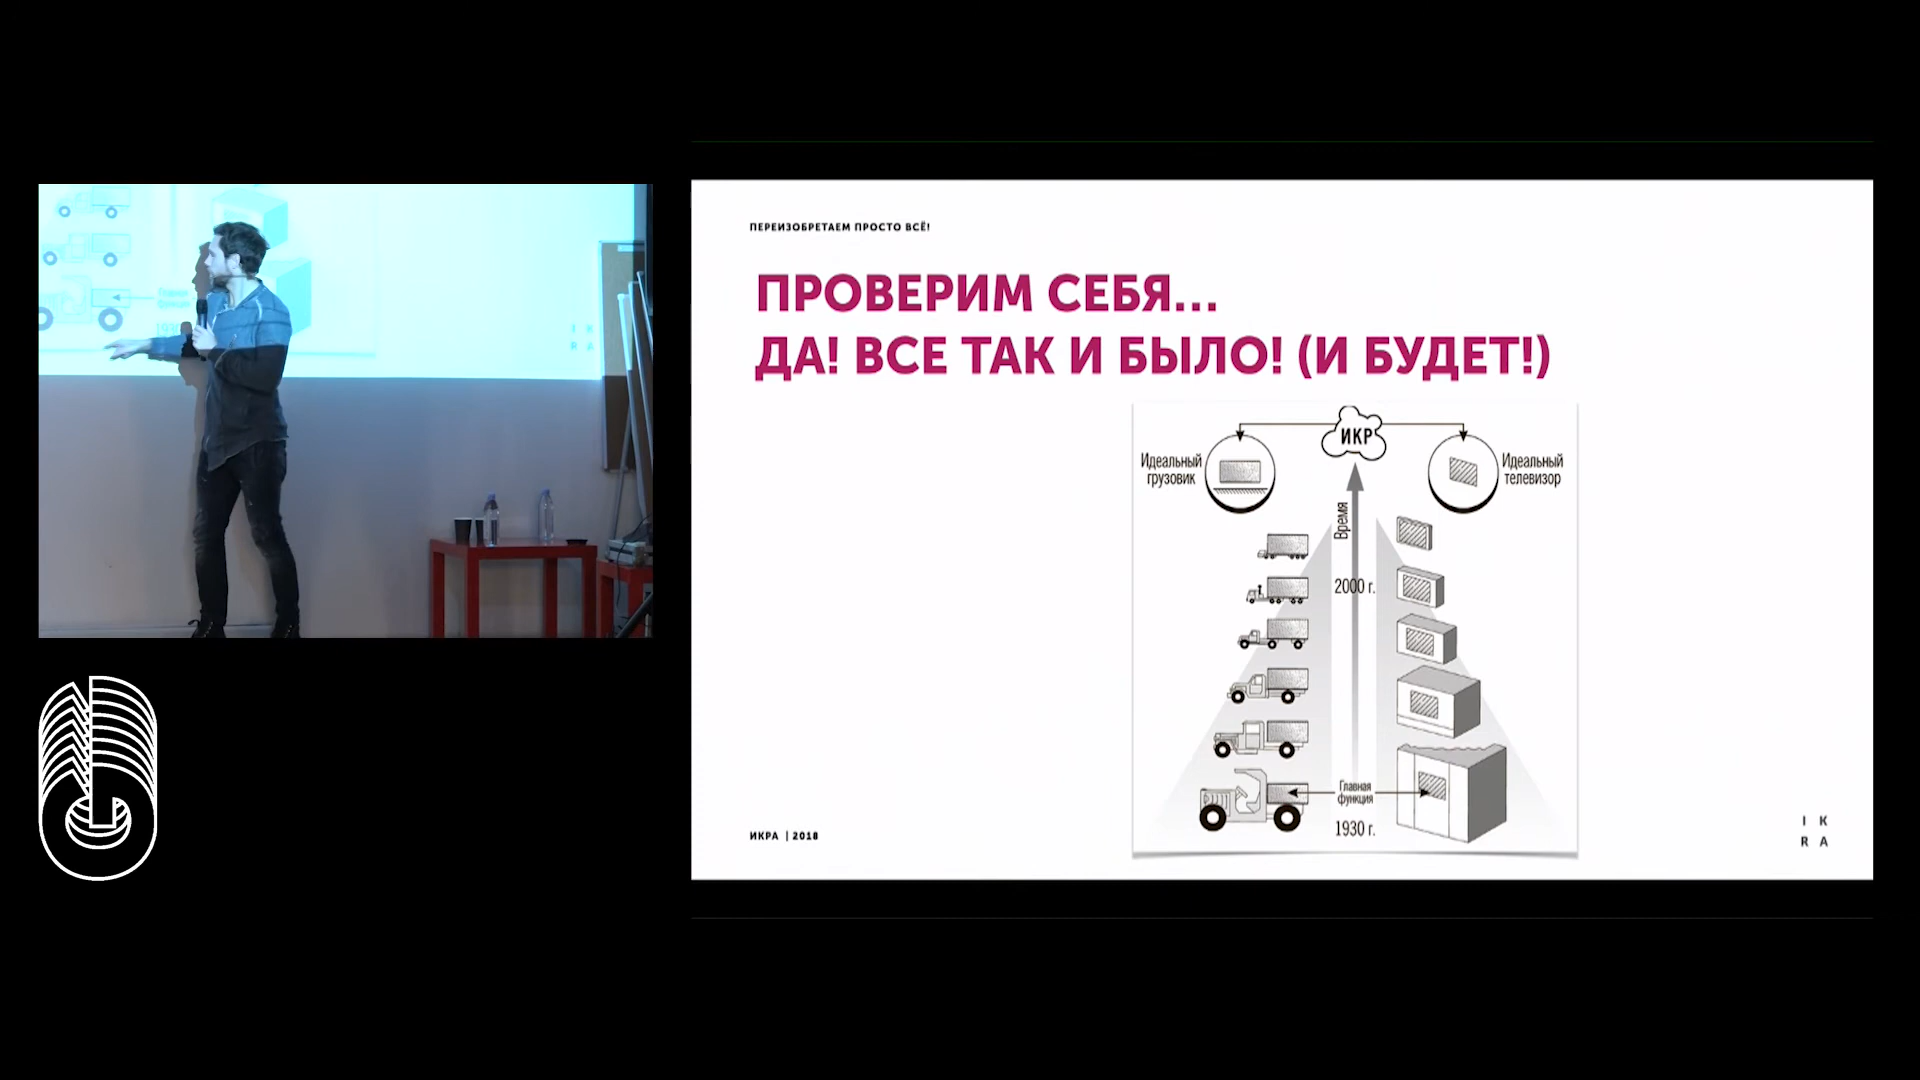 ПЕРЕИЗОБРЕТАЕМ ПРОСТО ВСЁ!
ПРОВЕРИМ СЕБЯ...
ДА! ВСЕ ТАК И БЫЛО! (И БУДЕТ!)
ИКР
Идеальный
грузовик
Идеальный
телевизор
Время
2000 г.
Главная
функция
1930 г.
ИКРА | 2018
I K
R A